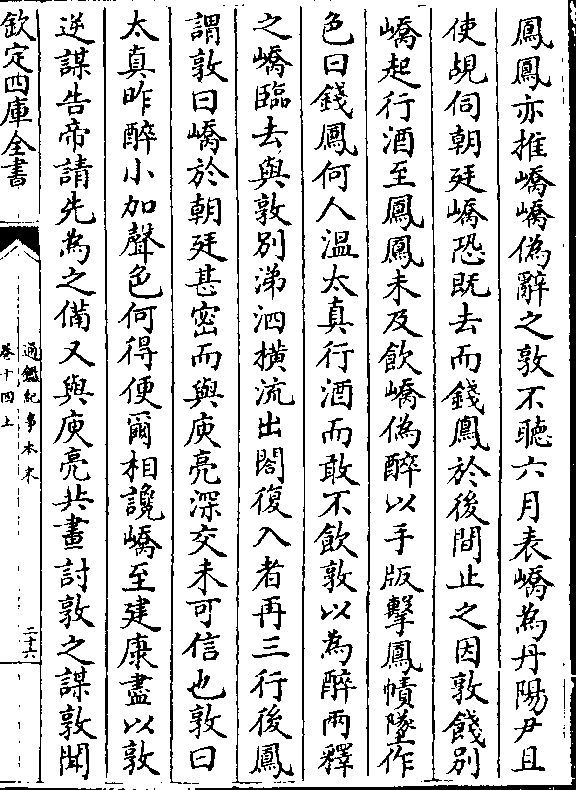 鳳鳳亦推嶠嶠偽辭之敦不聽六月表嶠為丹陽尹且
使覘伺朝廷嶠恐既去而錢鳳於後間止之因敦餞别
嶠起行酒至鳳鳳未及飲嶠偽醉以手版擊鳳幘墜作
色曰錢鳳何人温太真行酒而敢不飲敦以為醉兩釋
之嶠臨去與敦别涕泗横流出閤復入者再三行後鳳
謂敦曰嶠於朝廷甚密而與庾亮深交未可信也敦曰
太真昨醉小加聲色何得便爾相讒嶠至建康盡以敦
逆謀告帝請先為之備又與庾亮共畫討敦之謀敦聞
欽定四庫全書
通鑑紀事本末
卷十四上
二十六